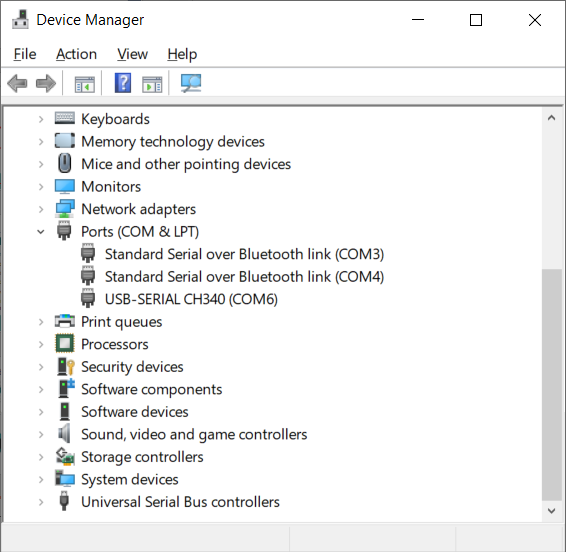 Device Manager
File Action View Help
Keyboards
Memory technology devices
Mice and other pointing devices
Monitors
Network adapters
Ports (COM & LPT)
Standard Serial over Bluetooth link (COM3)
Standard Serial over Bluetooth link (COM4)
USB-SERIAL CH340 (COM6)
Print queues
Processors
Security devices
Software components
Software devices
Sound, video and game controllers
Storage controllers
System devices
Universal Serial Bus controllers